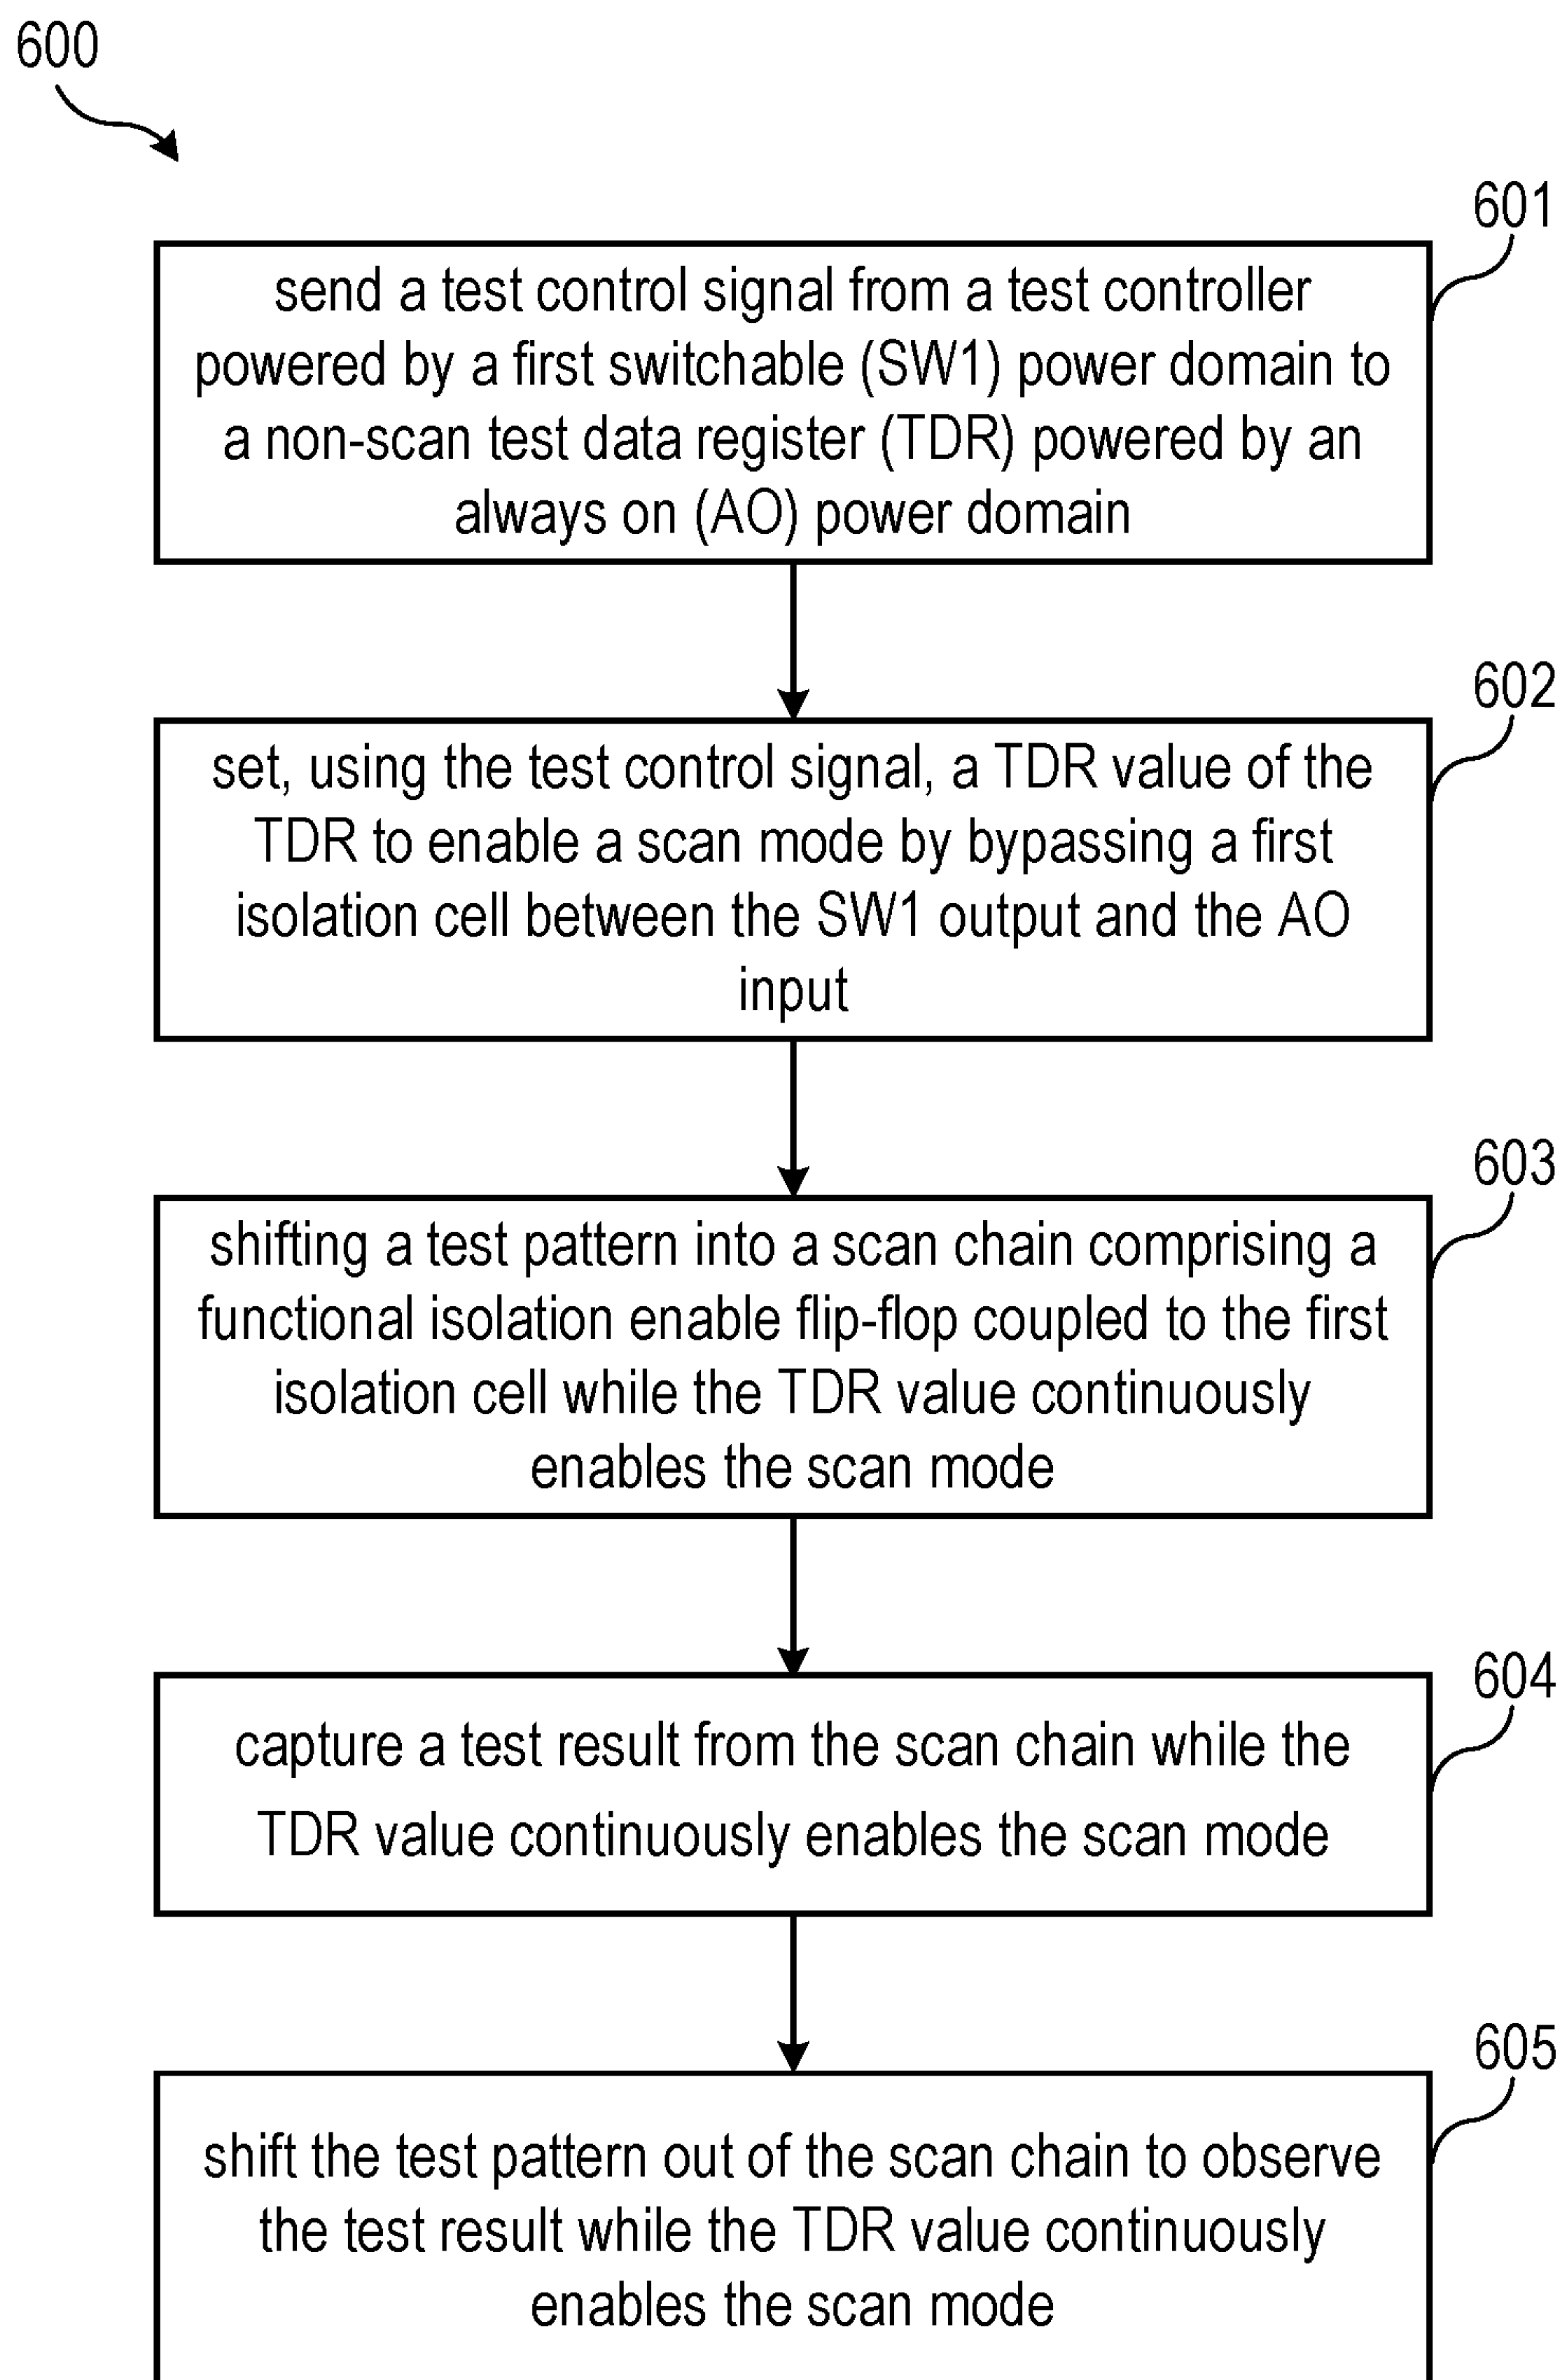 600
601
send a test control signal from a test controller
powered by a first switchable (SW1) power domain to
a non-scan test data register (TDR) powered by an
always on (AO) power domain
602
set, using the test control signal, a TDR value of the
TDR to enable a scan mode by bypassing a first
isolation cell between the SW1 output and the AO
input
603
shifting a test pattern into a scan chain comprising a
functional isolation enable flip-flop coupled to the first
isolation cell while the TDR value continuously
enables the scan mode
604
capture a test result from the scan chain while the
TDR value continuously enables the scan mode
605
shift the test pattern out of the scan chain to observe
the test result while the TDR value continuously
enables the scan mode